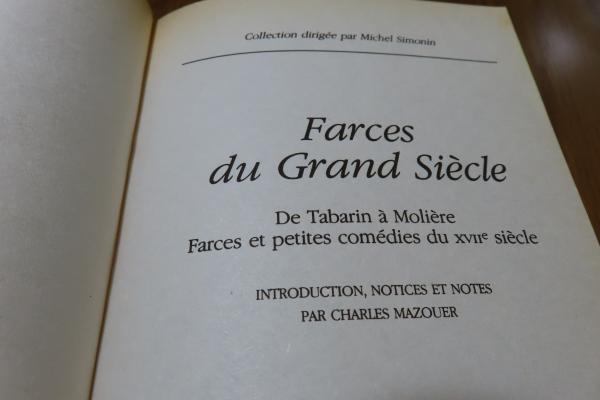 Collection dirigée par Michel Simonin
Farces
du Grand Siècle
De Tabarin à Molière
Farces et petites comédies du XVIIe siècle
INTRODUCTION, NOTICES ET NOTES
PAR CHARLES MAZOUER